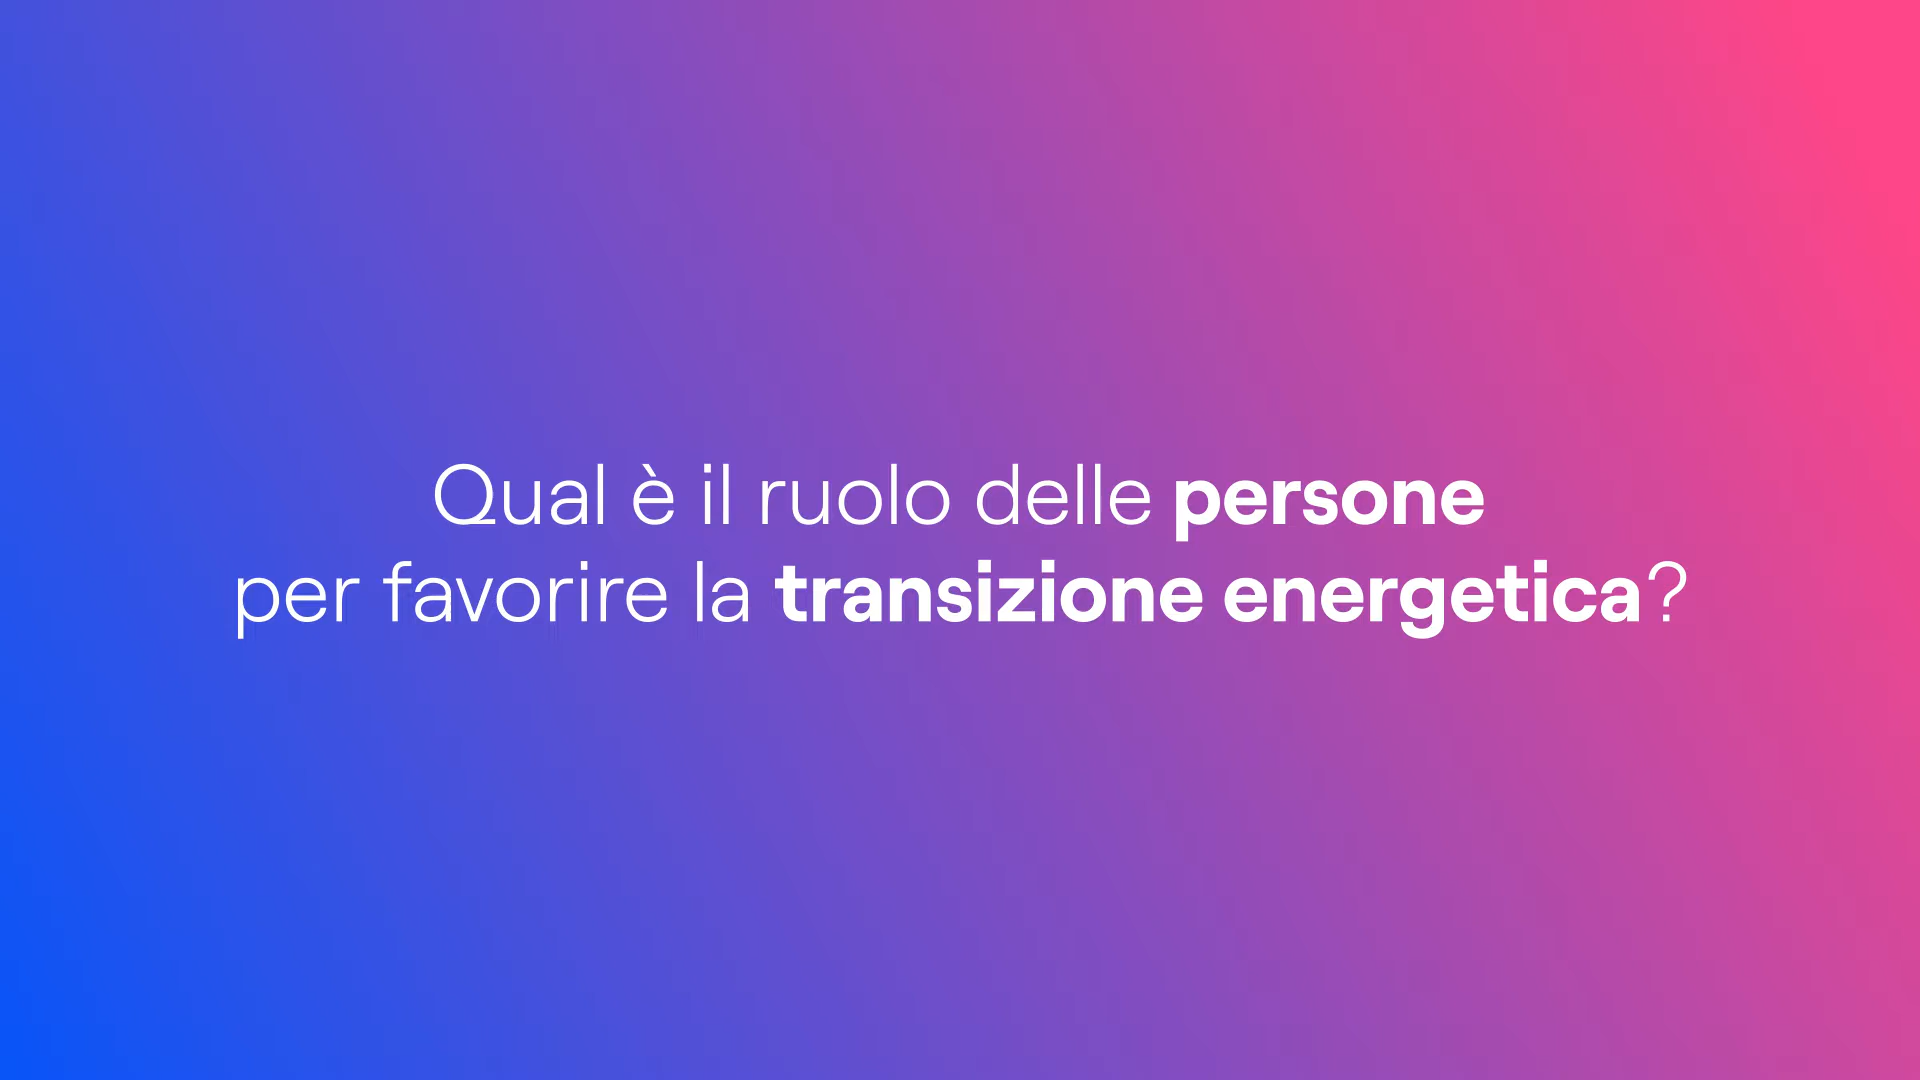 Qual è il ruolo delle persone
per favorire la transizione energetica?